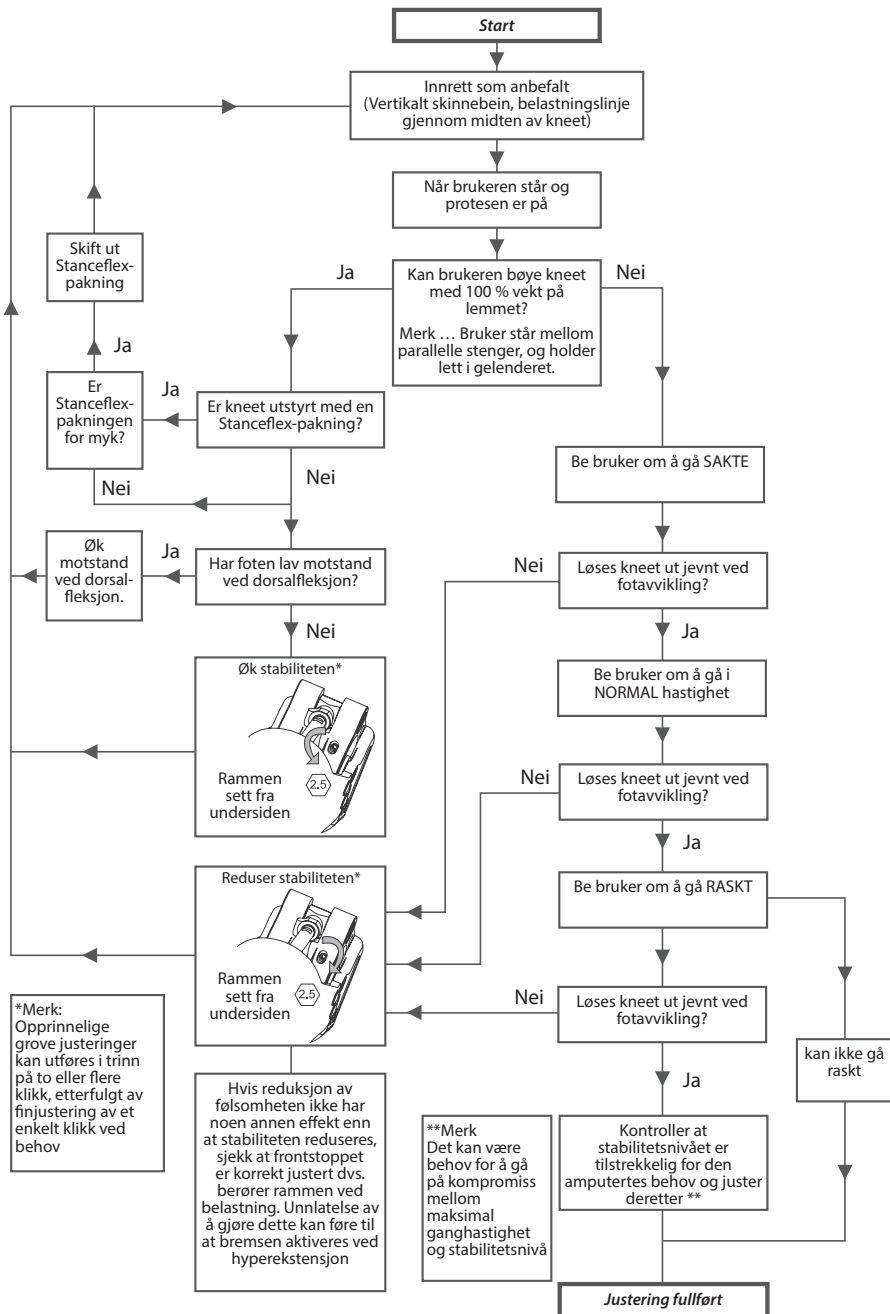 Start
Innrett som anbefalt
(Vertikalt skinnebein, belastningslinje
gjennom midten av kneet)
Når brukeren står og
protesen er på
Kan brukeren bøye kneet
med 100 % vekt på
lemmet?
Merk … Bruker står mellom
parallelle stenger, og holder
lett i gelenderet.
Ja
Nei
Skift ut
Stanceflex-
pakning
Ja
Er
Stanceflex-
pakningen
for myk?
Ja
Er kneet utstyrt med en
Stanceflex-pakning?
Nei
Nei
Be bruker om å gå SAKTE
Øk
motstand
ved dorsal-
fleksjon.
Ja
Har foten lav motstand
ved dorsalfleksjon?
Nei
Nei
Løses kneet ut jevnt ved
fotavvikling?
Ja
Øk stabiliteten*
Rammen
sett fra
undersiden
2.5
Be bruker om å gå i
NORMAL hastighet
Nei
Løses kneet ut jevnt ved
fotavvikling?
Ja
Reduser stabiliteten*
Rammen
sett fra
undersiden
2.5
Be bruker om å gå RASKT
Nei
Løses kneet ut jevnt ved
fotavvikling?
kan ikke gå
raskt
Ja
*Merk:
Opprinnelige
grove justeringer
kan utføres i trinn
på to eller flere
klikk, etterfulgt av
finjustering av et
enkelt klikk ved
behov
Hvis reduksjon av
følsomheten ikke har
noen annen effekt enn
at stabiliteten reduseres,
sjekk at frontstoppet
er korrekt justert dvs.
berører rammen ved
belastning. Unnlatelse av
å gjøre dette kan føre til
at bremsen aktiveres ved
hyperekstensjon
**Merk
Det kan være
behov for å gå
på kompromiss
mellom
maksimal
ganghastighet
og stabilitetsnivå
Kontroller at
stabilitetsnivået er
tilstrekkelig for den
amputertes behov og juster
deretter **
Justering fullført